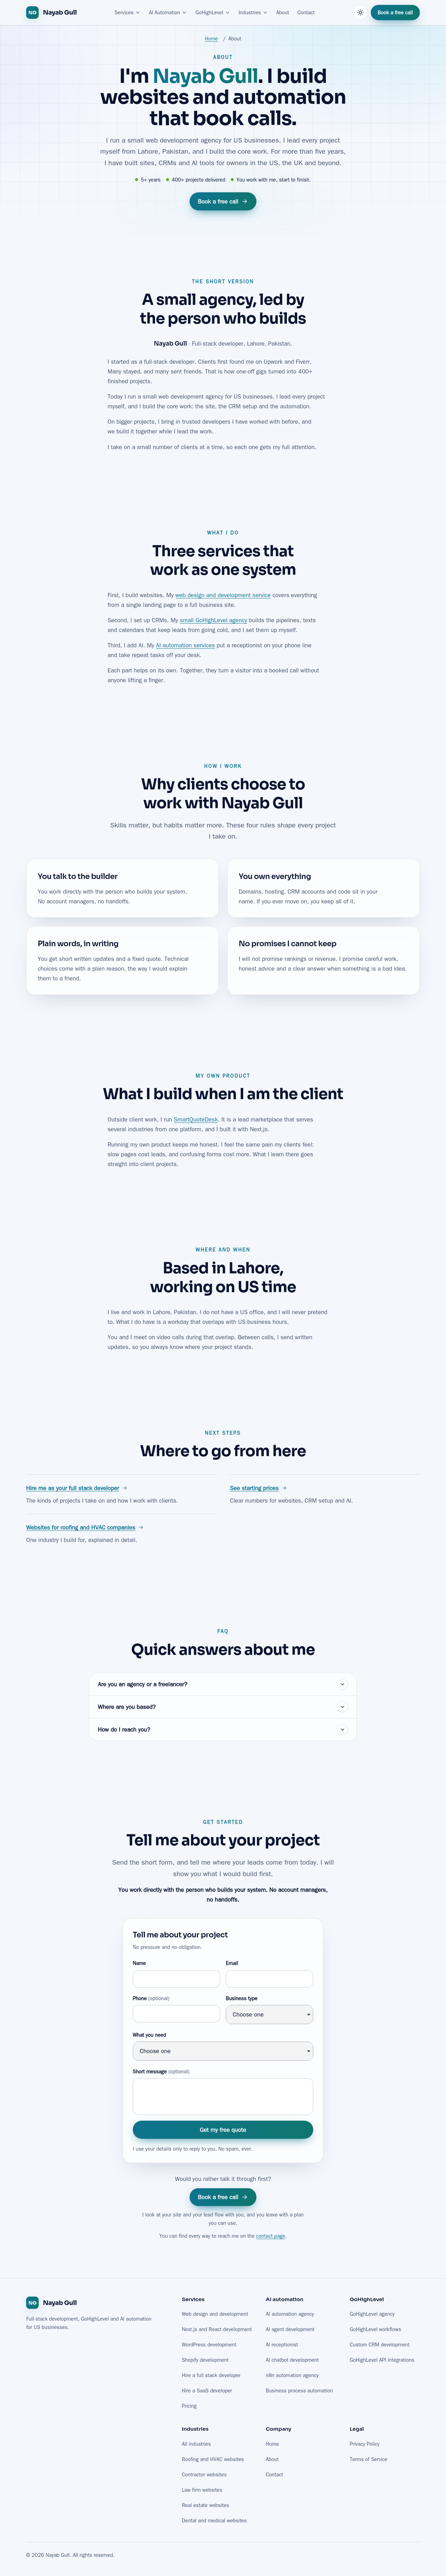 NG Nayab Gull Services AI Automation GoHighLevel Industries About Contact Book a free call
Home / About
ABOUT
I'm Nayab Gull. I build
websites and automation
that book calls.
I run a small web development agency for US businesses. I lead every project
myself from Lahore, Pakistan, and I build the core work. For more than five years,
I have built sites, CRMs and AI tools for owners in the US, the UK and beyond.
5+ years 400+ projects delivered You work with me, start to finish.
Book a free call
THE SHORT VERSION
A small agency, led by
the person who builds
Nayab Gull · Full-stack developer, Lahore, Pakistan.
I started as a full-stack developer. Clients first found me on Upwork and Fiverr.
Many stayed, and many sent friends. That is how one-off gigs turned into 400+
finished projects.
Today I run a small web development agency for US businesses. I lead every project
myself, and I build the core work: the site, the CRM setup and the automation.
On bigger projects, I bring in trusted developers I have worked with before, and
we build it together while I lead the work.
I take on a small number of clients at a time, so each one gets my full attention.
WHAT I DO
Three services that
work as one system
First, I build websites. My web design and development service covers everything
from a single landing page to a full business site.
Second, I set up CRMs. My small GoHighLevel agency builds the pipelines, texts
and calendars that keep leads from going cold, and I set them up myself.
Third, I add AI. My AI automation services put a receptionist on your phone line
and take repeat tasks off your desk.
Each part helps on its own. Together, they turn a visitor into a booked call without
anyone lifting a finger.
HOW I WORK
Why clients choose to
work with Nayab Gull
Skills matter, but habits matter more. These four rules shape every project
I take on.
You talk to the builder
You work directly with the person who builds your system.
No account managers, no handoffs.
You own everything
Domains, hosting, CRM accounts and code sit in your
name. If you ever move on, you keep all of it.
Plain words, in writing
You get short written updates and a fixed quote. Technical
choices come with a plain reason, the way I would explain
them to a friend.
No promises I cannot keep
I will not promise rankings or revenue. I promise careful work,
honest advice and a clear answer when something is a bad idea.
MY OWN PRODUCT
What I build when I am the client
Outside client work, I run SmartQuoteDesk. It is a lead marketplace that serves
several industries from one platform, and I built it with Next.js.
Running my own product keeps me honest. I feel the same pain my clients feel:
slow pages cost leads, and confusing forms cost more. What I learn there goes
straight into client projects.
WHERE AND WHEN
Based in Lahore,
working on US time
I live and work in Lahore, Pakistan. I do not have a US office, and I will never pretend
to. What I do have is a workday that overlaps with US business hours.
You and I meet on video calls during that overlap. Between calls, I send written
updates, so you always know where your project stands.
NEXT STEPS
Where to go from here
Hire me as your full stack developer
The kinds of projects I take on and how I work with clients.
See starting prices
Clear numbers for websites, CRM setup and AI.
Websites for roofing and HVAC companies
One industry I build for, explained in detail.
FAQ
Quick answers about me
Are you an agency or a freelancer?
Where are you based?
How do I reach you?
GET STARTED
Tell me about your project
Send the short form, and tell me where your leads come from today. I will
show you what I would build first.
You work directly with the person who builds your system. No account managers,
no handoffs.
Tell me about your project
No pressure and no obligation.
Name Email
Phone (optional) Business type
Choose one
What you need
Choose one
Short message (optional)
Get my free quote
I use your details only to reply to you. No spam, ever.
Would you rather talk it through first?
Book a free call
I look at your site and your lead flow with you, and you leave with a plan
you can use.
You can find every way to reach me on the contact page.
NG Nayab Gull
Full-stack development, GoHighLevel and AI automation
for US businesses.
Services
Web design and development
Next.js and React development
WordPress development
Shopify development
Hire a full stack developer
Hire a SaaS developer
Pricing
AI automation
AI automation agency
AI agent development
AI receptionist
AI chatbot development
n8n automation agency
Business process automation
GoHighLevel
GoHighLevel agency
GoHighLevel workflows
Custom CRM development
GoHighLevel API integrations
Industries
All industries
Roofing and HVAC websites
Contractor websites
Law firm websites
Real estate websites
Dental and medical websites
Company
Home
About
Contact
Legal
Privacy Policy
Terms of Service
© 2026 Nayab Gull. All rights reserved.